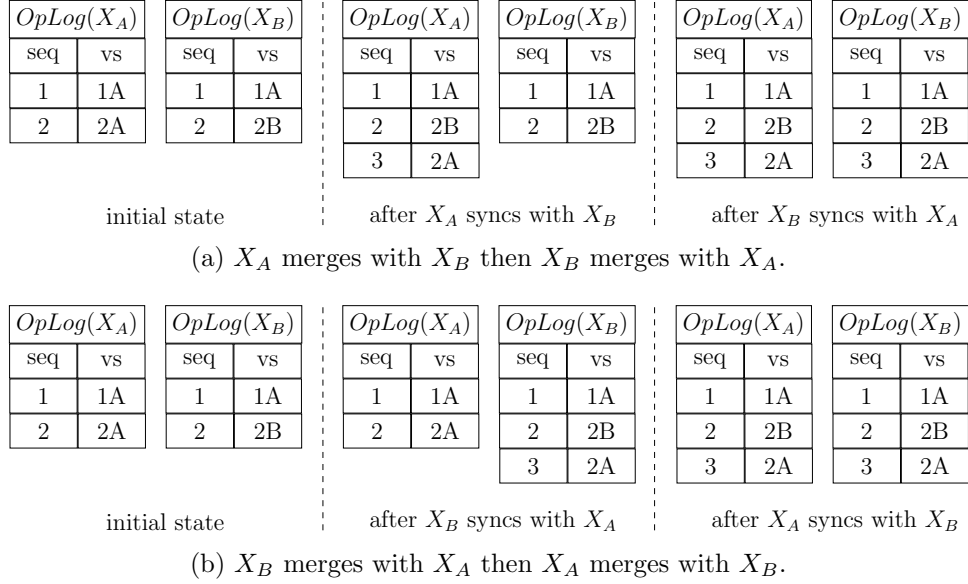 OpLog(X_A) OpLog(X_B) OpLog(X_A) OpLog(X_B) OpLog(X_A) OpLog(X_B)
seq vs seq vs seq vs seq vs seq vs seq vs
1 1A 1 1A 1 1A 1 1A 1 1A 1 1A
2 2A 2 2B 2 2B 2 2B 2 2B 2 2B
3 2A 3 2A 3 2A
initial state after X_A syncs with X_B after X_B syncs with X_A
(a) X_A merges with X_B then X_B merges with X_A.
OpLog(X_A) OpLog(X_B) OpLog(X_A) OpLog(X_B) OpLog(X_A) OpLog(X_B)
seq vs seq vs seq vs seq vs seq vs seq vs
1 1A 1 1A 1 1A 1 1A 1 1A 1 1A
2 2A 2 2B 2 2A 2 2B 2 2B 2 2B
3 2A 3 2A 3 2A
initial state after X_B syncs with X_A after X_A syncs with X_B
(b) X_B merges with X_A then X_A merges with X_B.